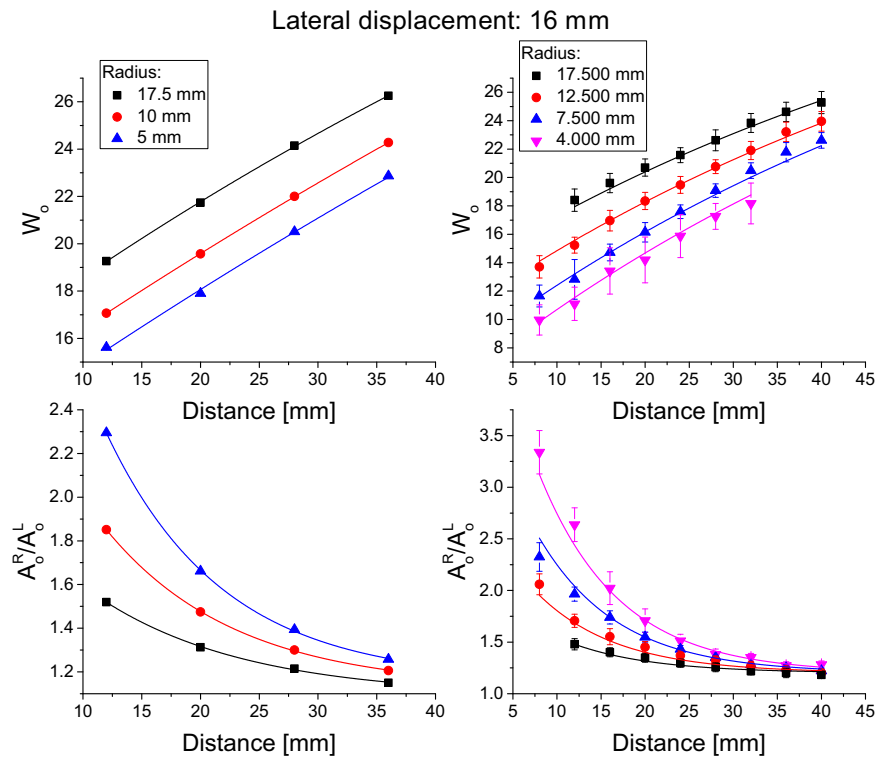 Lateral displacement: 16 mm
Radius:
17.5 mm
10 mm
5 mm
26
24
22
20
18
16
Wₒ
10 15 20 25 30 35 40
Distance [mm]
Radius:
17.500 mm
12.500 mm
7.500 mm
4.000 mm
26
24
22
20
18
16
14
12
10
8
Wₒ
5 10 15 20 25 30 35 40 45
Distance [mm]
2.4
2.2
2.0
1.8
1.6
1.4
1.2
AₒR/AₒL
10 15 20 25 30 35 40
Distance [mm]
3.5
3.0
2.5
2.0
1.5
1.0
AₒR/AₒL
5 10 15 20 25 30 35 40 45
Distance [mm]